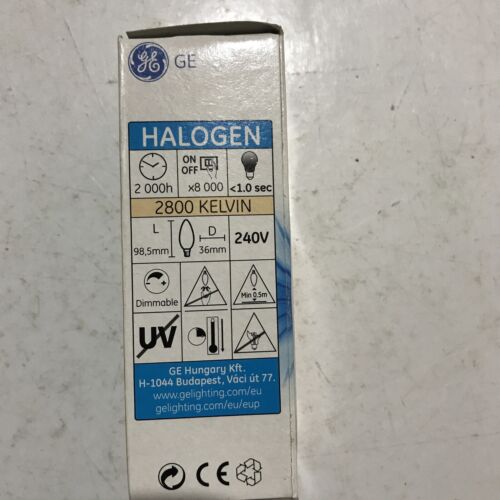 GE
HALOGEN
ON
OFF
2 000h
x8 000
<1.0 sec
2800 KELVIN
L
D
98,5mm
36mm
240V
Dimmable
Min 0.5m
UV
GE Hungary Kft.
H-1044 Budapest, Váci út 77.
www.gelighting.com/eu
gelighting.com/eu/eup
CE